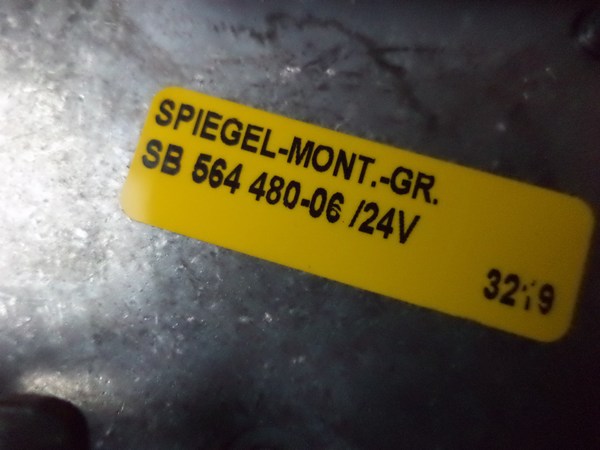 SPIEGEL-MONT.-GR.
SB 564 480-06 /24V